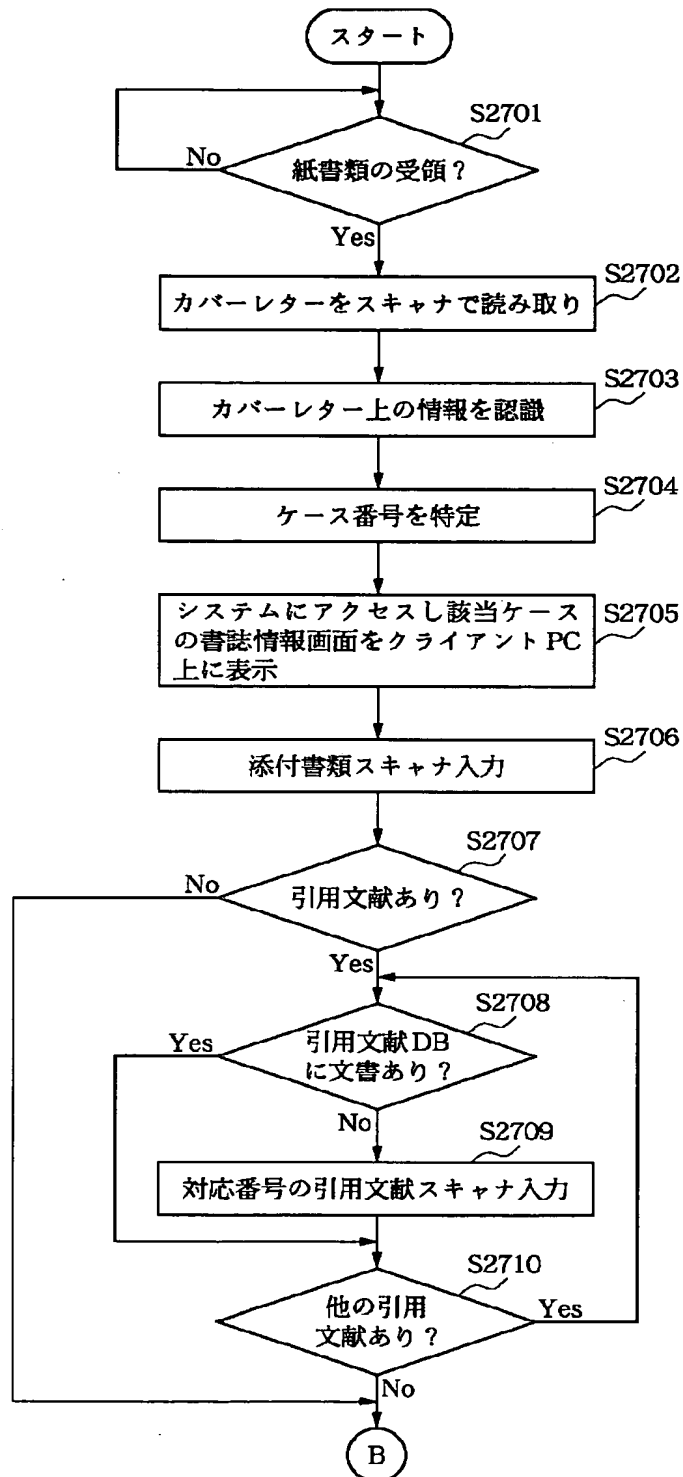 スタート
S2701
No
紙書類の受領?
Yes
S2702
カバーレターをスキャナで読み取り
S2703
カバーレター上の情報を認識
S2704
ケース番号を特定
S2705
システムにアクセスし該当ケース
の書誌情報画面をクライアントPC
上に表示
S2706
添付書類スキャナ入力
S2707
No
引用文献あり?
Yes
S2708
Yes
引用文献DB
に文書あり?
No
S2709
対応番号の引用文献スキャナ入力
S2710
他の引用
文献あり?
Yes
No
B